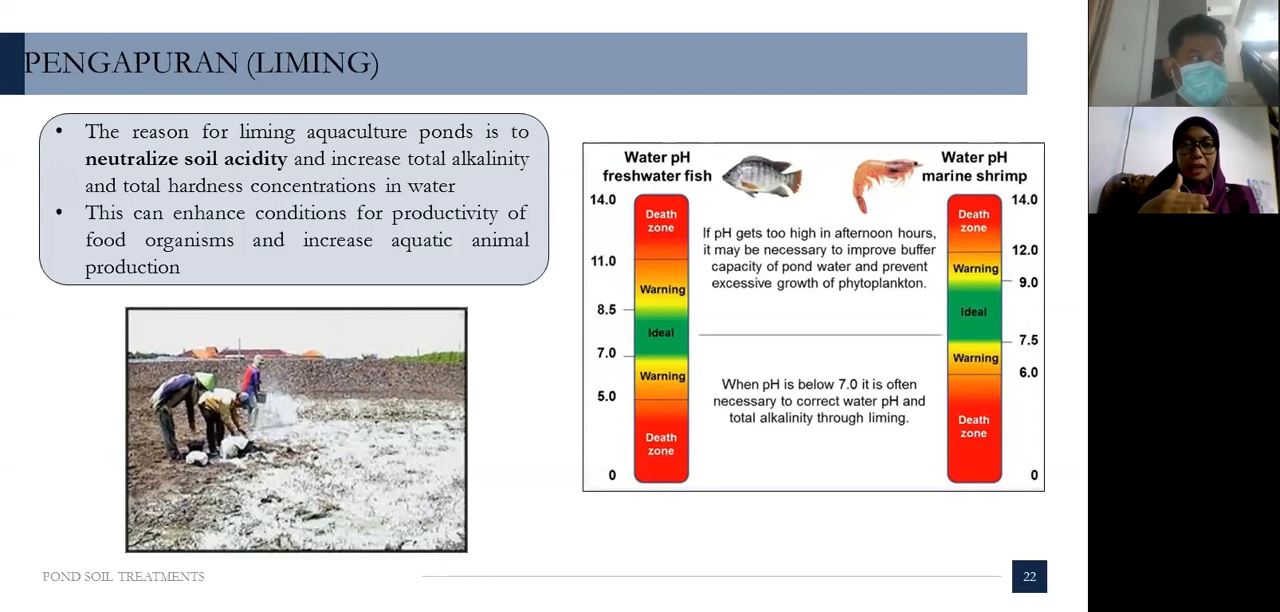 PENGAPURAN (LIMING)
• The reason for liming aquaculture ponds is to
neutralize soil acidity and increase total alkalinity
and total hardness concentrations in water
• This can enhance conditions for productivity of
food organisms and increase aquatic animal
production
Water pH
freshwater fish
14.0
11.0
8.5
7.0
5.0
0
Death
zone
Warning
Ideal
Warning
Death
zone
If pH gets too high in afternoon hours,
it may be necessary to improve buffer
capacity of pond water and prevent
excessive growth of phytoplankton.
When pH is below 7.0 it is often
necessary to correct water pH and
total alkalinity through liming.
Water pH
marine shrimp
Death
zone
Warning
Ideal
Warning
Death
zone
14.0
12.0
9.0
7.5
6.0
0
POND SOIL TREATMENTS
22